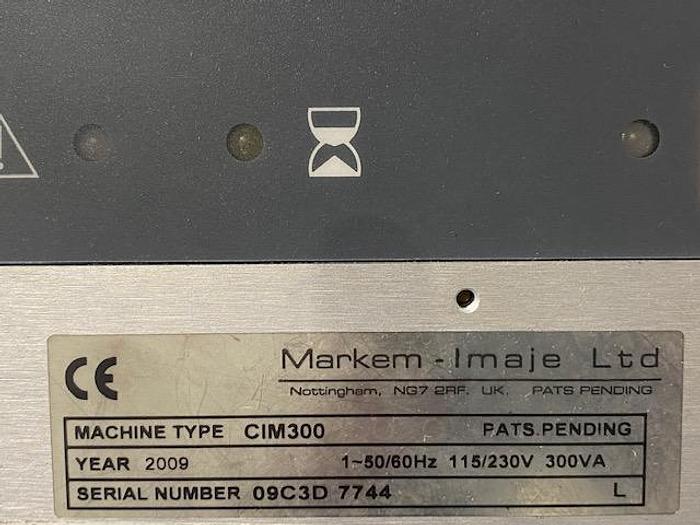 CE
Markem-Imaje Ltd
Nottingham, NG7 2RF. UK. PATS PENDING
MACHINE TYPE CIM300 PATS.PENDING
YEAR 2009 1~50/60Hz 115/230V 300VA
SERIAL NUMBER 09C3D 7744 L